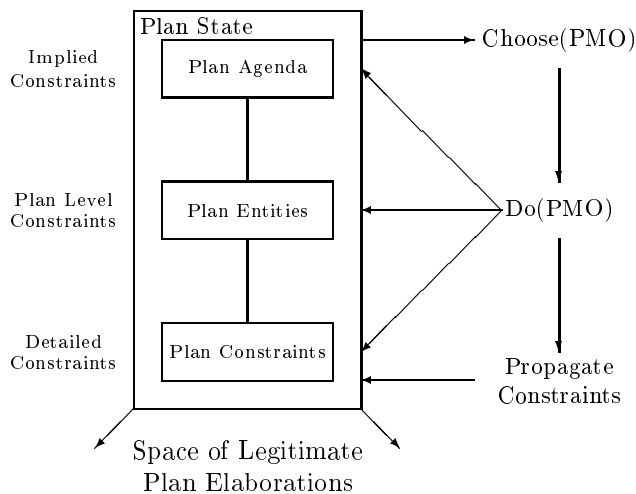 Plan State
Implied
Constraints
Plan Agenda
Choose(PMO)
Plan Level
Constraints
Plan Entities
Do(PMO)
Detailed
Constraints
Plan Constraints
Propagate
Constraints
Space of Legitimate
Plan Elaborations